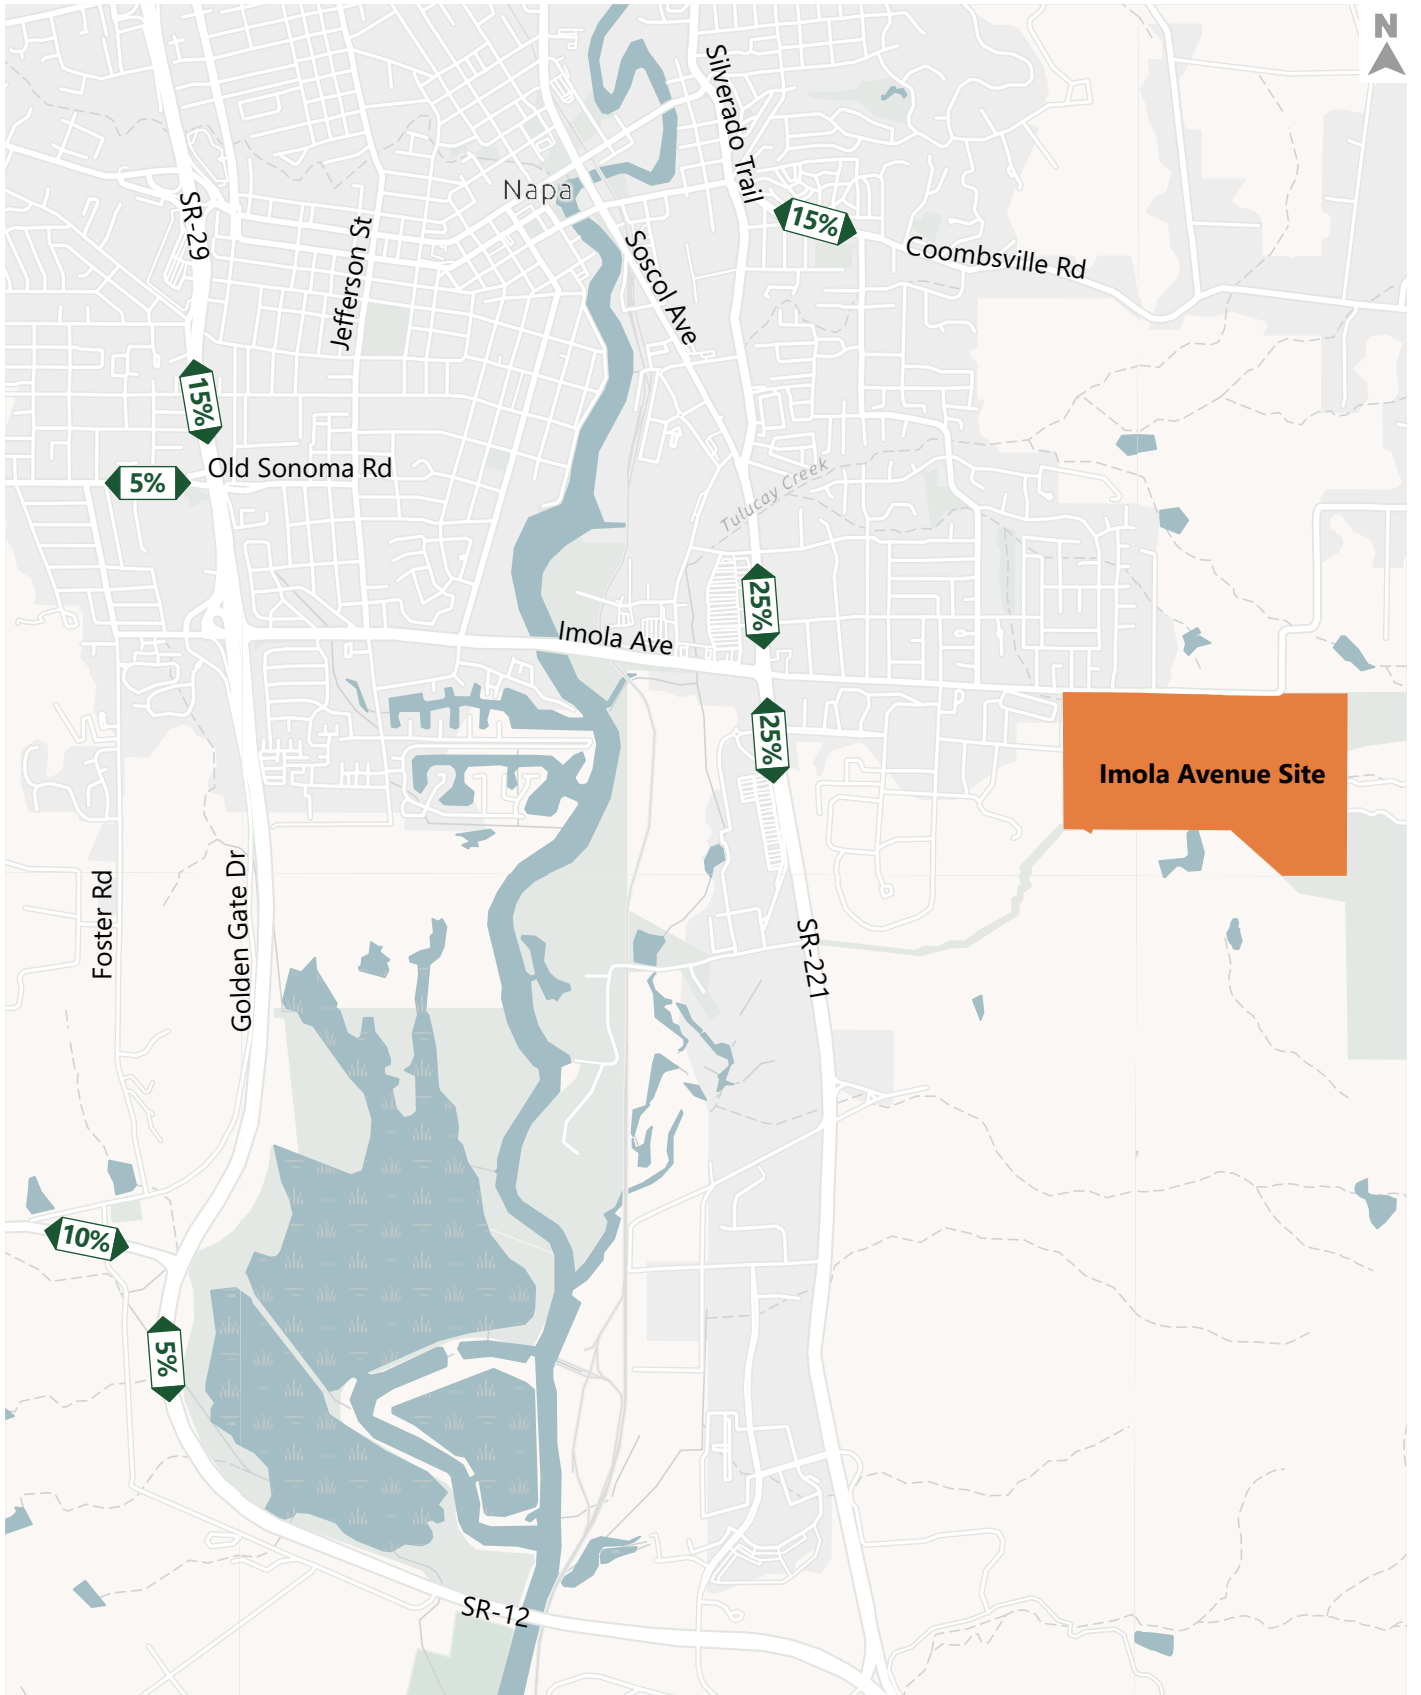 N
Silverado Trail
Napa
SR-29
15%
Jefferson St
Soscol Ave
Coombsville Rd
15%
Old Sonoma Rd
5%
Tulucay Creek
25%
Imola Ave
25%
Imola Avenue Site
Foster Rd
Golden Gate Dr
SR-221
10%
5%
SR-12